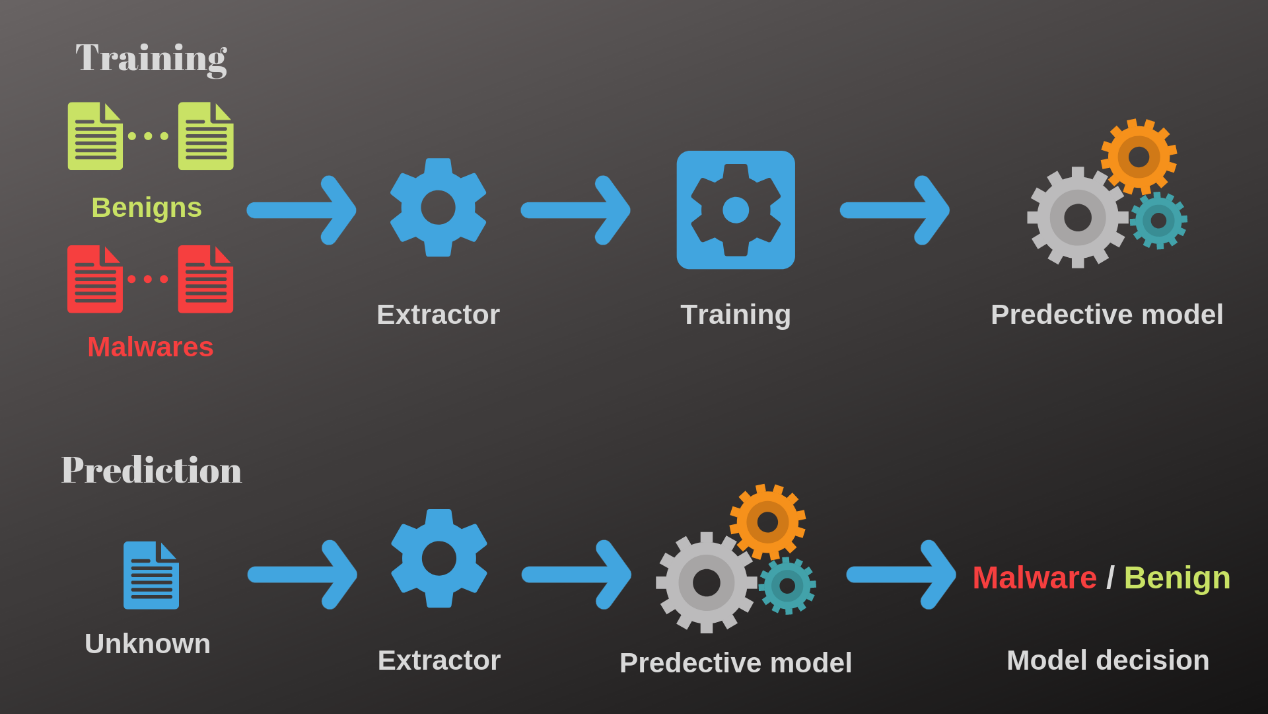 Training
Benigns
Malwares
Extractor
Training
Predective model
Prediction
Unknown
Extractor
Predective model
Malware / Benign
Model decision